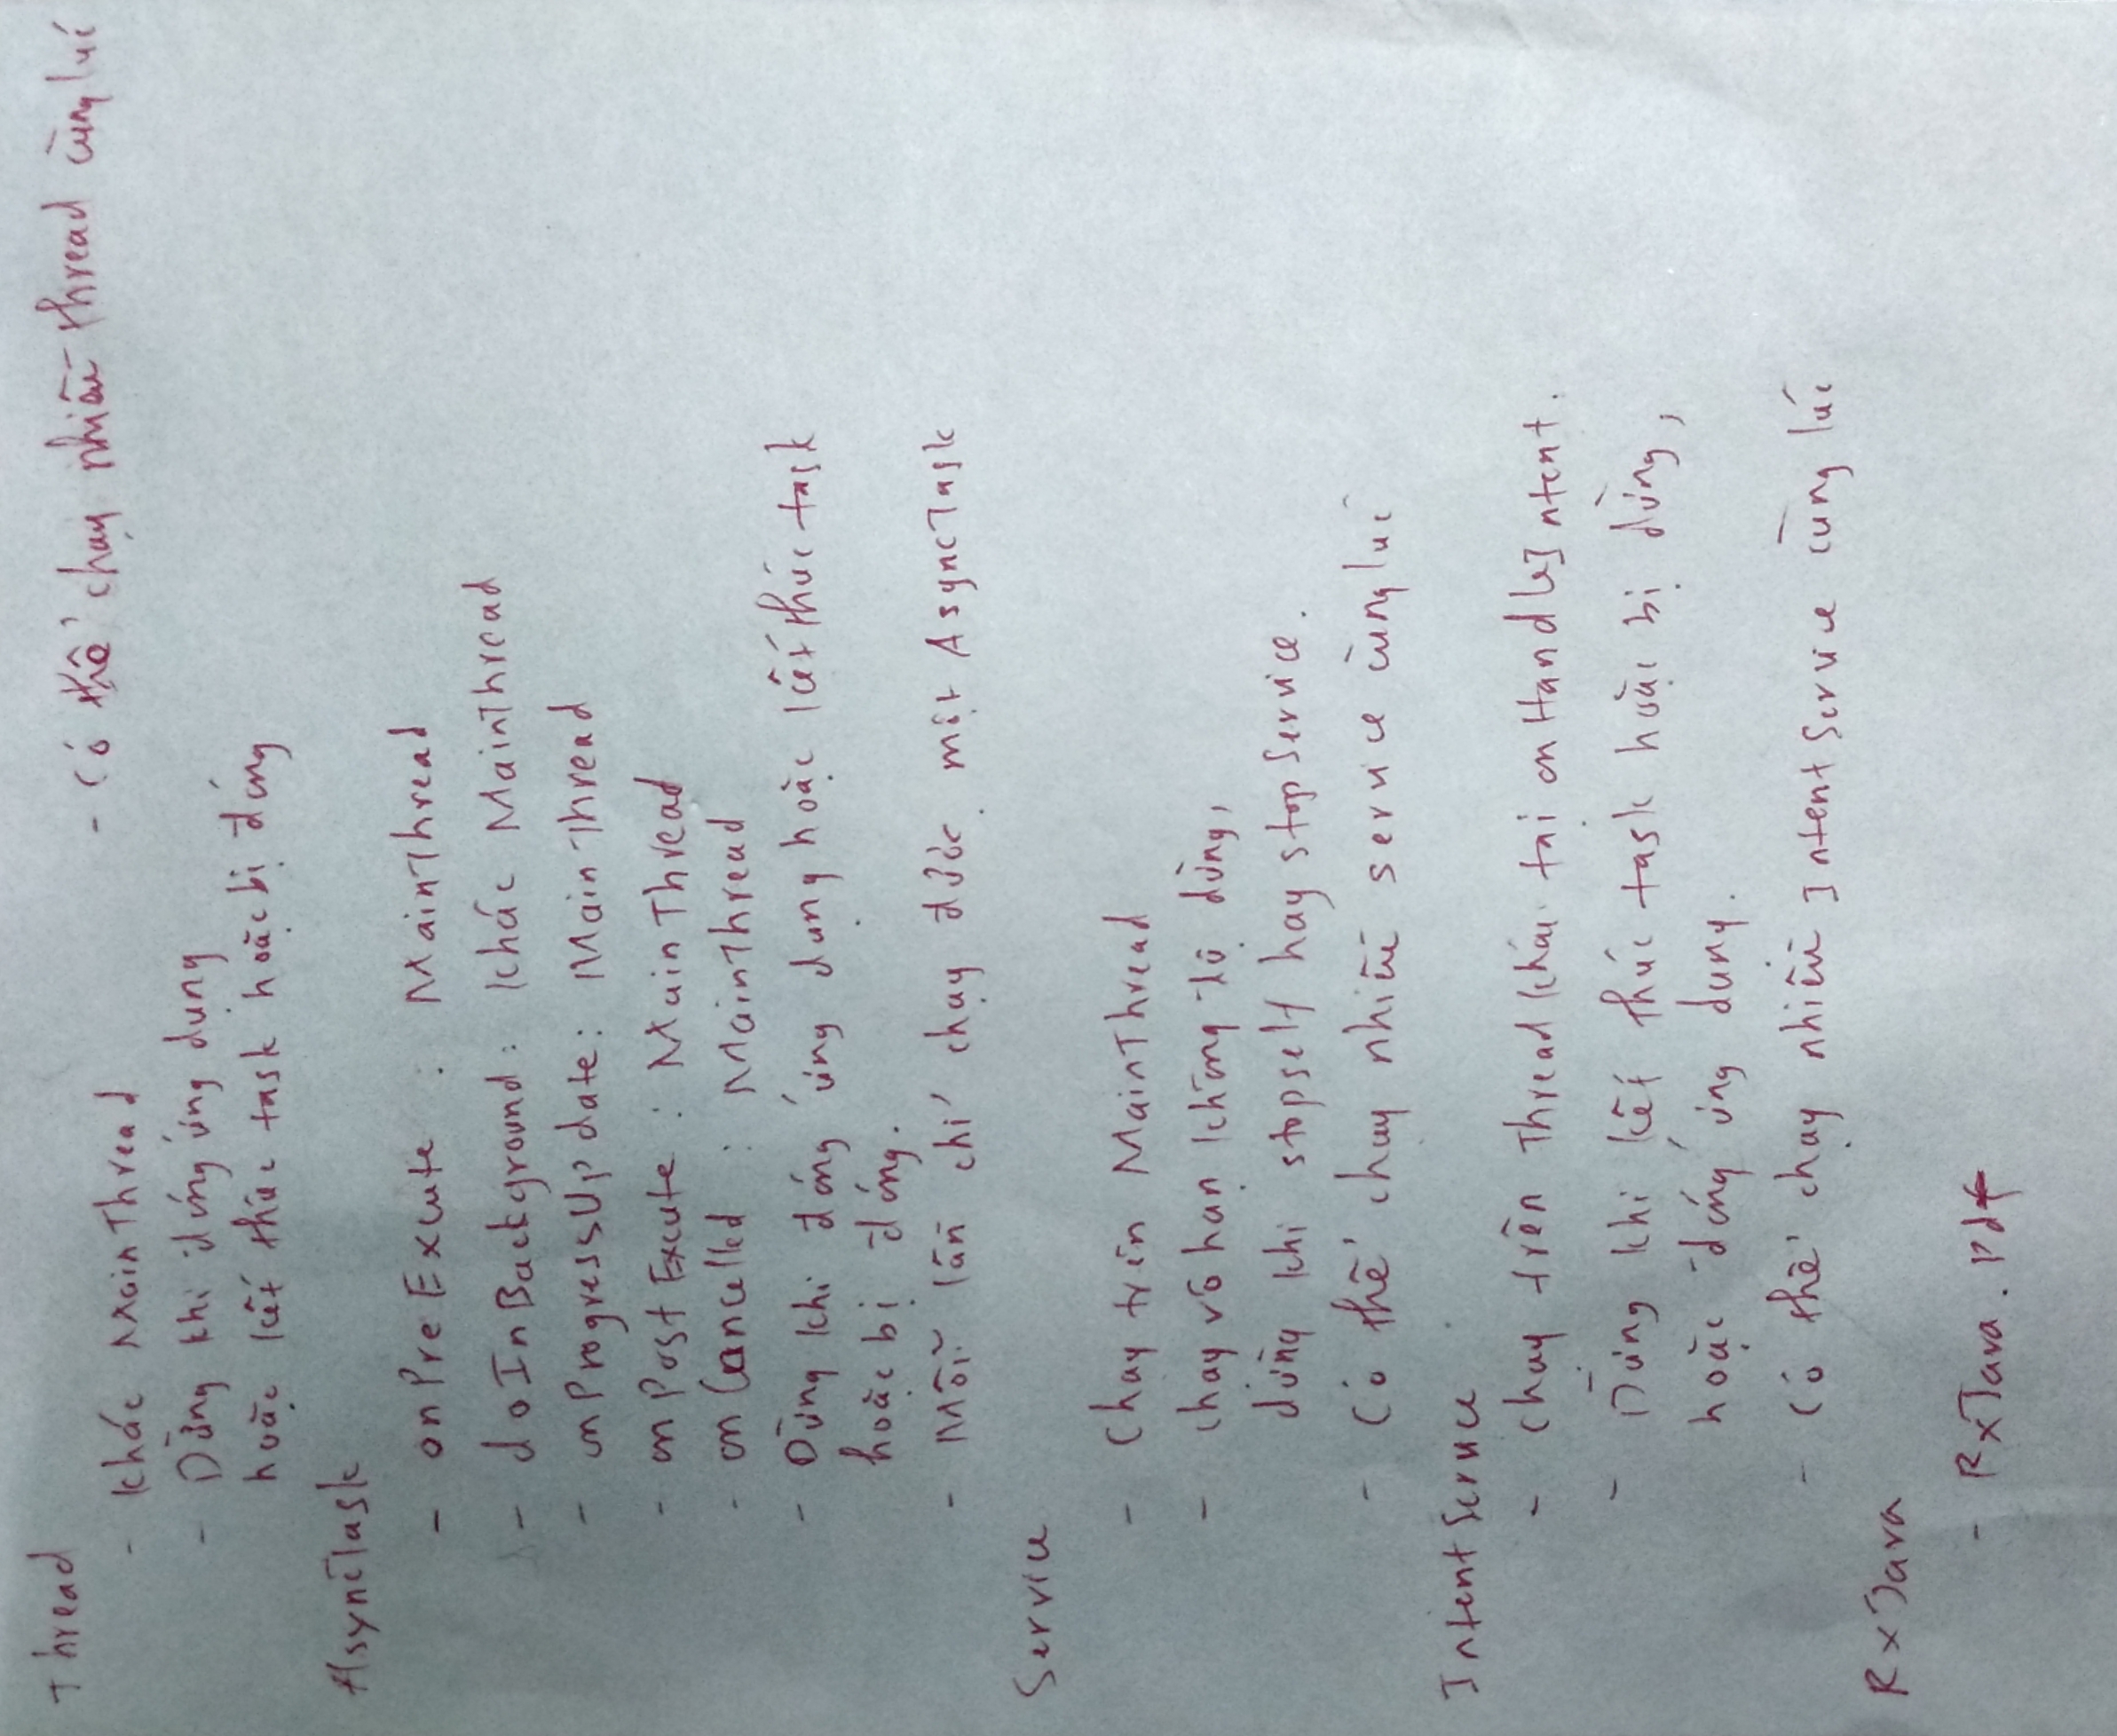 Thread
- Khác MainThread
- Có thể chạy nhiều thread cùng lúc
- Dừng khi đóng ứng dụng
hoặc kết thúc task hoặc bị đóng
AsyncTask
- onPreExcute : MainThread
- doInBackground : Khác MainThread
- onProgressUpdate : MainThread
- onPostExcute : MainThread
- onCancelled : MainThread
- Dừng khi đóng ứng dụng hoặc kết thúc task
hoặc bị đóng.
- Mỗi lần chỉ chạy được một AsyncTask
Service
- Chạy trên MainThread
- chạy vô hạn không tự dừng,
dừng khi stopself hay stopService.
- Có thể chạy nhiều service cùng lúc
IntentService
- chạy trên Thread khác tại onHandleIntent.
- Dừng khi kết thúc task hoặc bị dừng,
hoặc đóng ứng dụng.
- Có thể chạy nhiều IntentService cùng lúc
RxJava
- RxJava.pdf